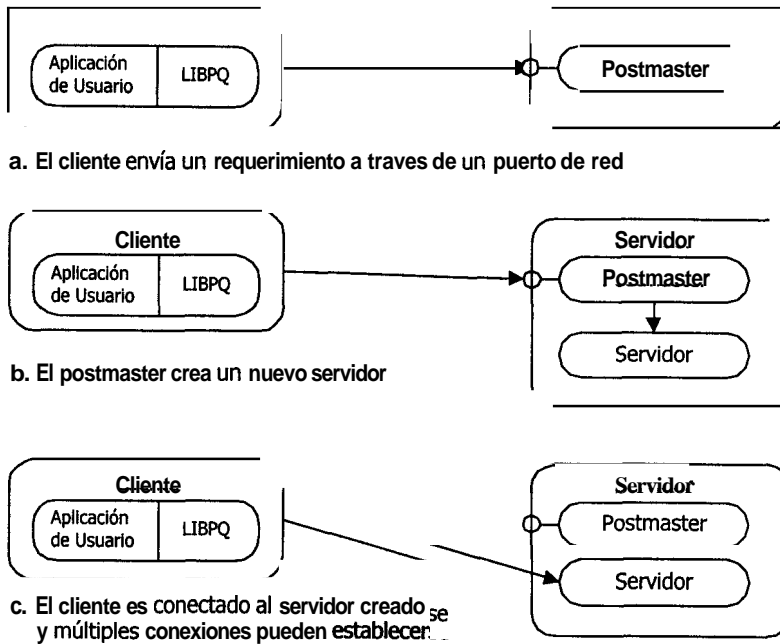 Aplicación
de Usuario
LIBPQ
Postmaster
a. El cliente envía un requerimiento a traves de un puerto de red
Cliente
Aplicación
de Usuario
LIBPQ
Servidor
Postmaster
Servidor
b. El postmaster crea un nuevo servidor
Cliente
Aplicación
de Usuario
LIBPQ
Servidor
Postmaster
Servidor
c. El cliente es conectado al servidor creado
y múltiples conexiones pueden establecerse